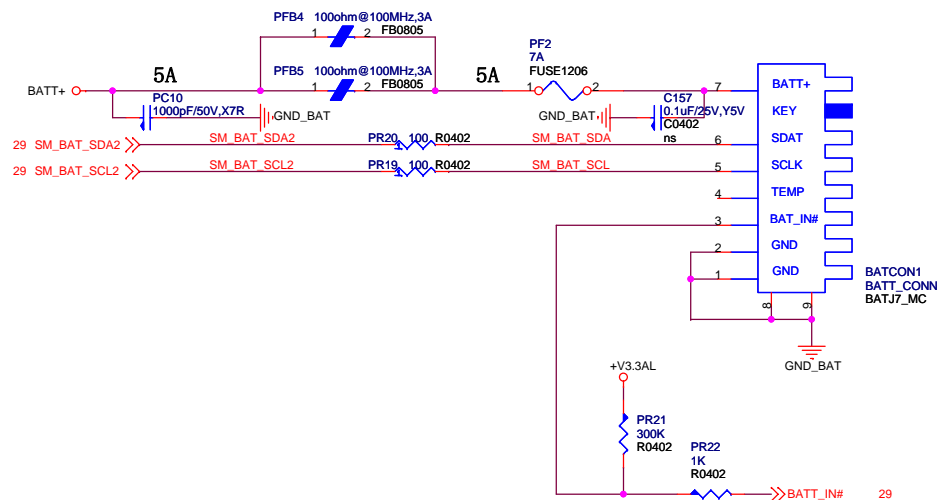 PFB4 100ohm@100MHz,3A
1 2 FB0805
PFB5 100ohm@100MHz,3A
1 2 FB0805
5A
5A
PF2
7A
FUSE1206
1 2
BATT+
PC10
1000pF/50V,X7R
GND_BAT
GND_BAT
C157
0.1uF/25V,Y5V
C0402
ns
29 SM_BAT_SDA2
SM_BAT_SDA2
PR20 100 R0402
1
SM_BAT_SDA
29 SM_BAT_SCL2
SM_BAT_SCL2
PR19 100 R0402
1
SM_BAT_SCL
7 BATT+
KEY
6 SDAT
5 SCLK
4 TEMP
3 BAT_IN#
2 GND
1 GND
8
9
BATCON1
BATT_CONN
BATJ7_MC
GND_BAT
+V3.3AL
PR21
300K
R0402
PR22
1K
R0402
BATT_IN# 29